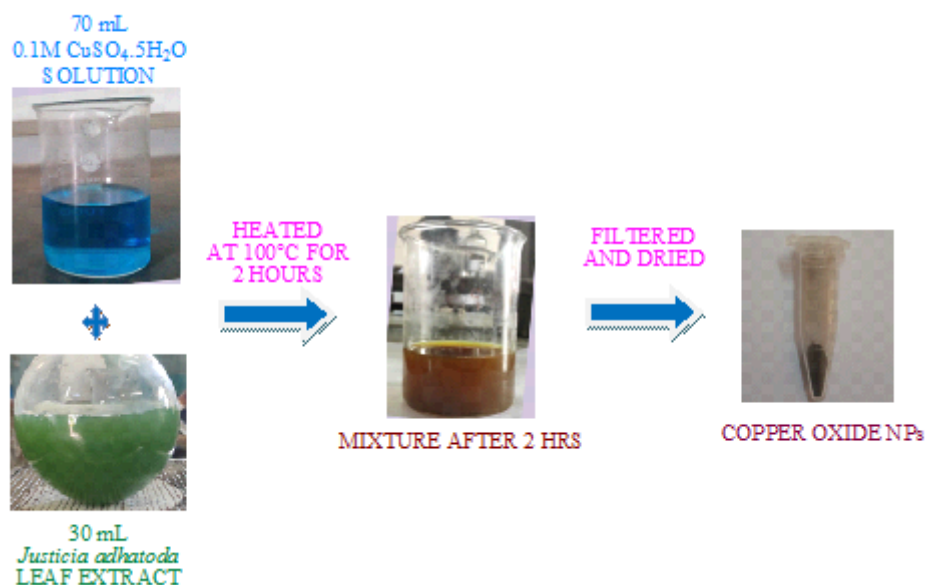 70 mL
0.1M CuSO₄.5H₂O
SOLUTION
HEATED
AT 100°C FOR
2 HOURS
FILTERED
AND DRIED
MIXTURE AFTER 2 HRS
COPPER OXIDE NPs
30 mL
Justicia adhatoda
LEAF EXTRACT